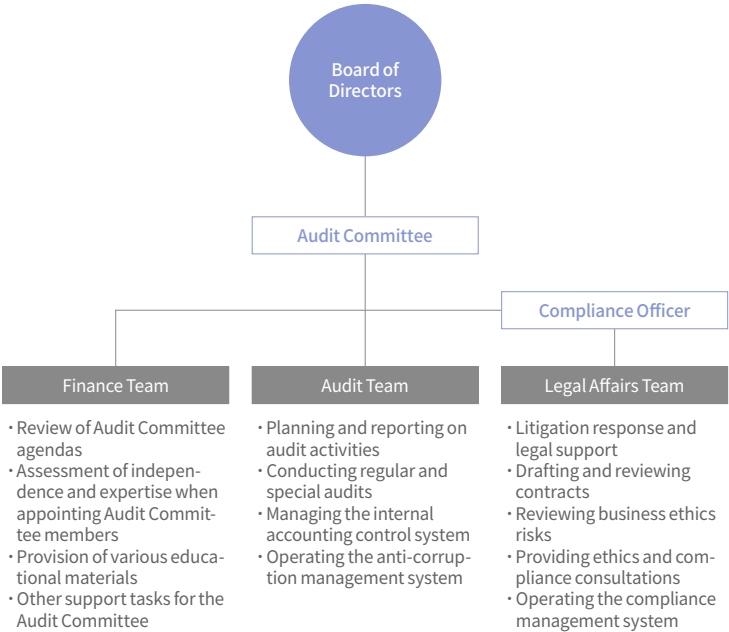 Board of
Directors
Audit Committee
Compliance Officer
Finance Team
・Review of Audit Committee
agendas
・Assessment of indepen-
dence and expertise when
appointing Audit Commit-
tee members
・Provision of various educa-
tional materials
・Other support tasks for the
Audit Committee
Audit Team
・Planning and reporting on
audit activities
・Conducting regular and
special audits
・Managing the internal
accounting control system
・Operating the anti-corrup-
tion management system
Legal Affairs Team
・Litigation response and
legal support
・Drafting and reviewing
contracts
・Reviewing business ethics
risks
・Providing ethics and com-
pliance consultations
・Operating the compliance
management system